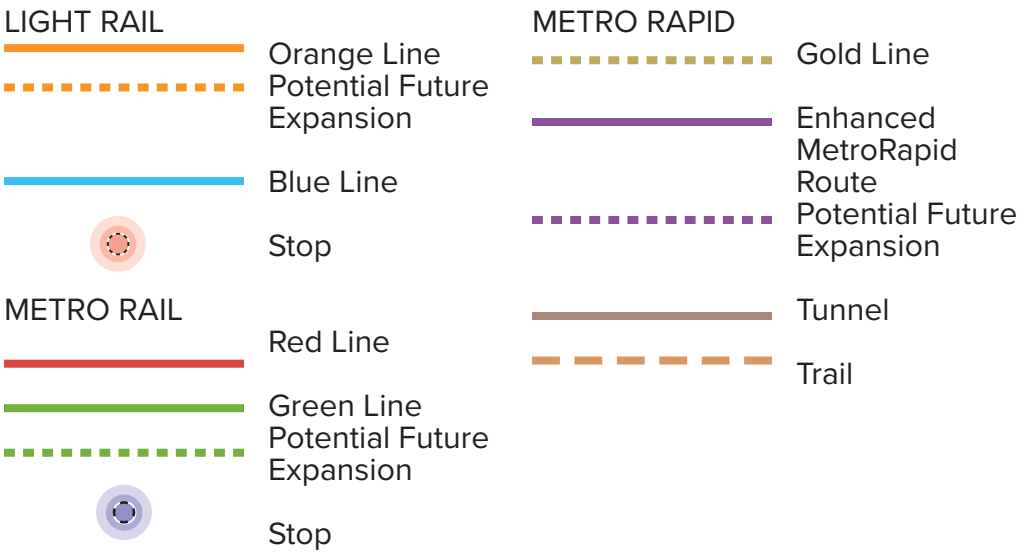 LIGHT RAIL
Orange Line
Potential Future
Expansion
Blue Line
Stop
METRO RAIL
Red Line
Green Line
Potential Future
Expansion
Stop
METRO RAPID
Gold Line
Enhanced
MetroRapid
Route
Potential Future
Expansion
Tunnel
Trail